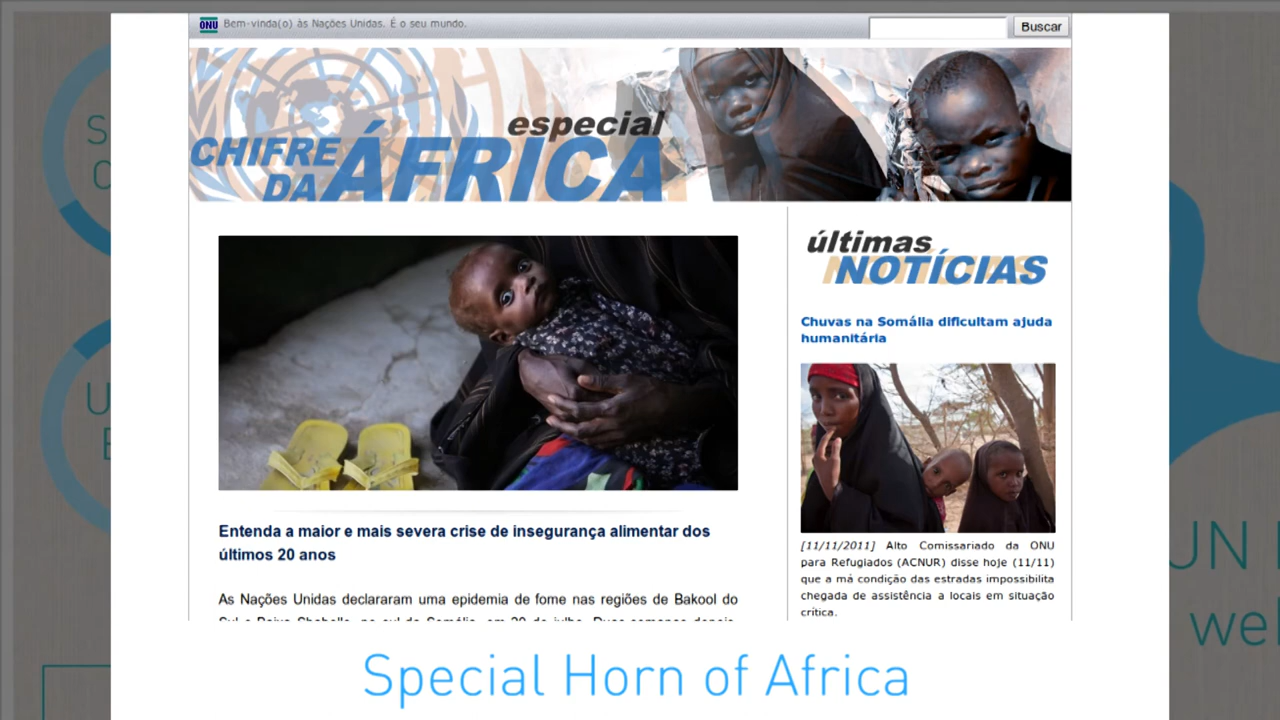 ONU Bem-vinda(o) às Nações Unidas. É o seu mundo.
Buscar
especial
CHIFRE
DA ÁFRICA
últimas
NOTÍCIAS
Chuvas na Somália dificultam ajuda
humanitária
[11/11/2011] Alto Comissariado da ONU
para Refugiados (ACNUR) disse hoje (11/11)
que a má condição das estradas impossibilita
chegada de assistência a locais em situação
crítica.
Entenda a maior e mais severa crise de insegurança alimentar dos
últimos 20 anos
As Nações Unidas declararam uma epidemia de fome nas regiões de Bakool do
Special Horn of Africa